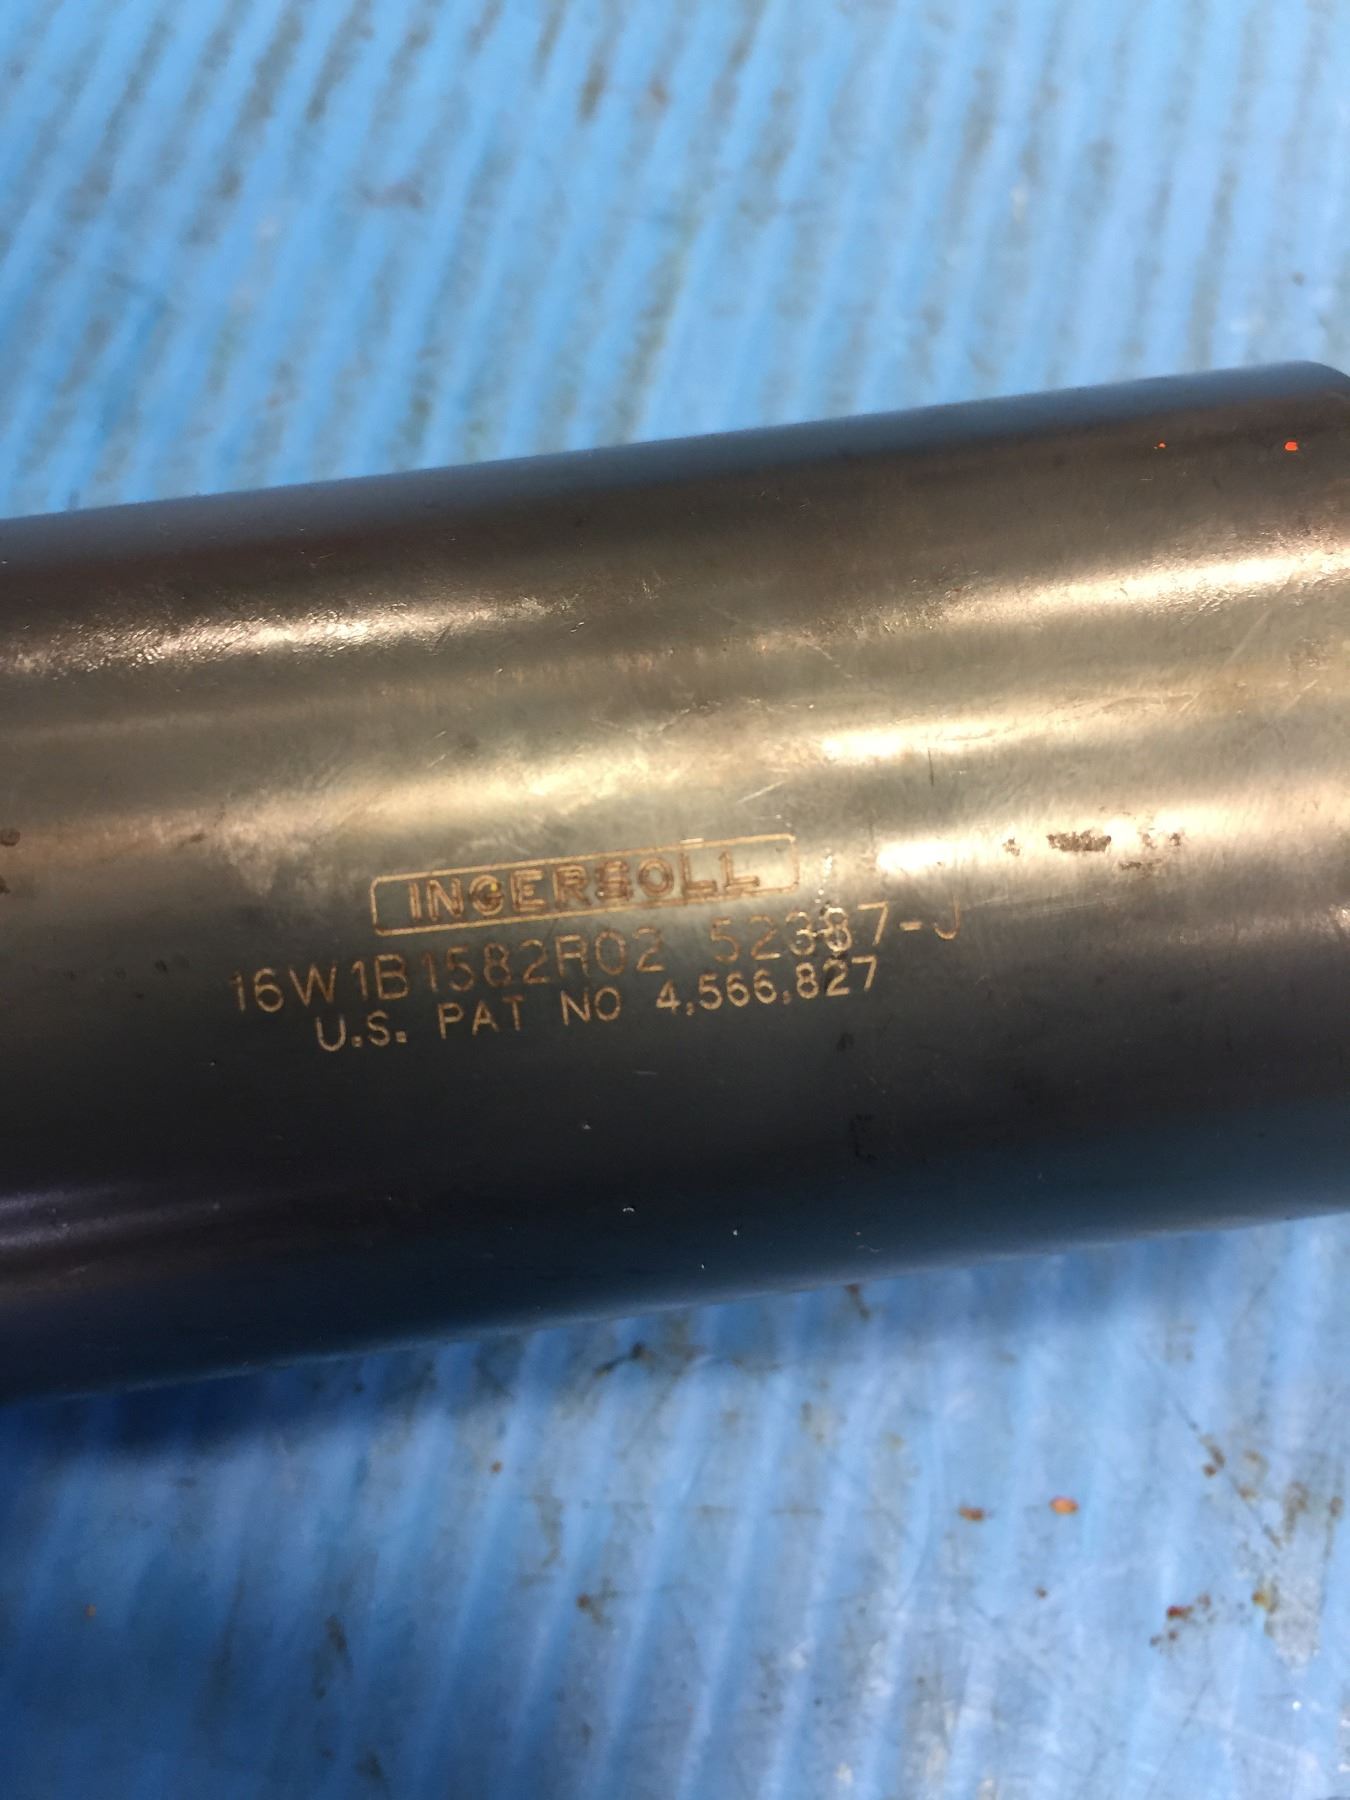 INGERSOLL
16W1B1582R02 52387-J
U.S. PAT NO 4,566,827